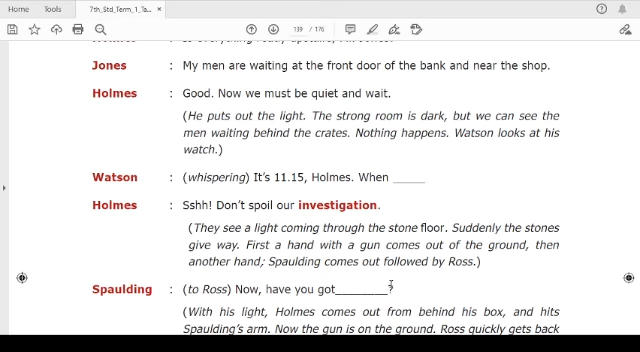 Home Tools 7th_Std_Term_1_Ta... ×
139 / 176
Jones : My men are waiting at the front door of the bank and near the shop.
Holmes : Good. Now we must be quiet and wait.
(He puts out the light. The strong room is dark, but we can see the
men waiting behind the crates. Nothing happens. Watson looks at his
watch.)
Watson : (whispering) It's 11.15, Holmes. When _____
Holmes : Sshh! Don't spoil our investigation.
(They see a light coming through the stone floor. Suddenly the stones
give way. First a hand with a gun comes out of the ground, then
another hand; Spaulding comes out followed by Ross.)
Spaulding : (to Ross) Now, have you got________?
(With his light, Holmes comes out from behind his box, and hits
Spaulding's arm. Now the gun is on the ground. Ross quickly gets back